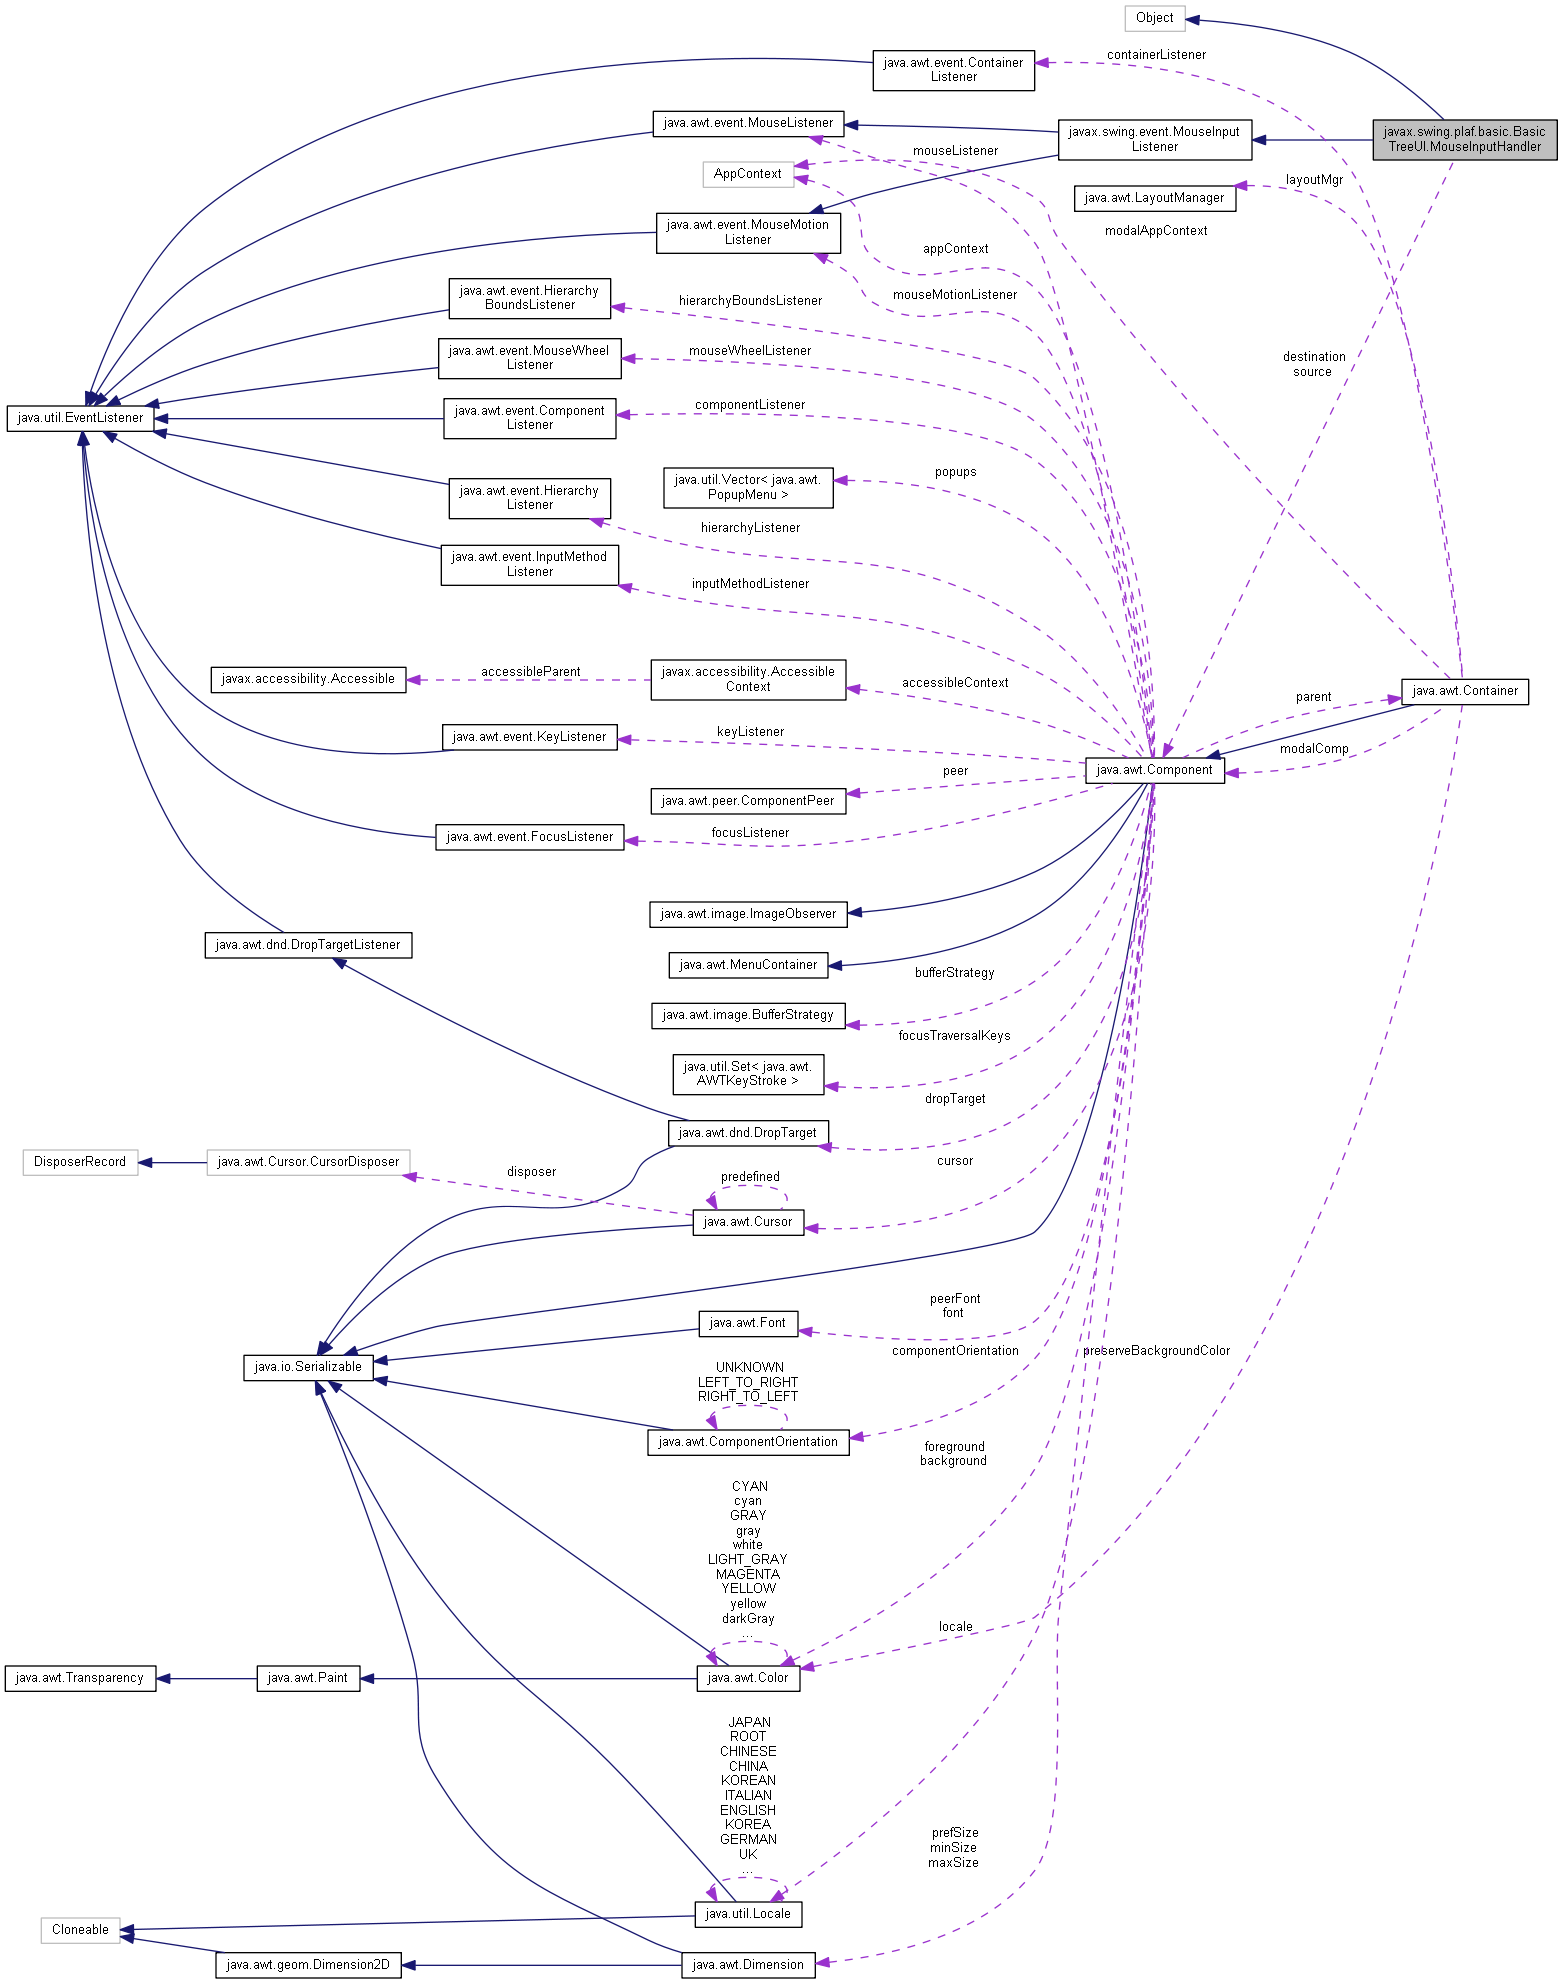 Object
java.awt.event.Container
Listener
containerListener
java.awt.event.MouseListener
javax.swing.event.MouseInput
Listener
javax.swing.plaf.basic.Basic
TreeUI.MouseInputHandler
mouseListener
AppContext
layoutMgr
java.awt.LayoutManager
java.awt.event.MouseMotion
Listener
modalAppContext
appContext
java.awt.event.Hierarchy
BoundsListener
hierarchyBoundsListener
mouseMotionListener
java.awt.event.MouseWheel
Listener
mouseWheelListener
destination
source
java.util.EventListener
java.awt.event.Component
Listener
componentListener
java.util.Vector< java.awt.
PopupMenu >
popups
java.awt.event.Hierarchy
Listener
hierarchyListener
java.awt.event.InputMethod
Listener
inputMethodListener
javax.accessibility.Accessible
accessibleParent
javax.accessibility.Accessible
Context
accessibleContext
parent
java.awt.Container
java.awt.event.KeyListener
keyListener
modalComp
java.awt.Component
peer
java.awt.peer.ComponentPeer
java.awt.event.FocusListener
focusListener
java.awt.image.ImageObserver
java.awt.dnd.DropTargetListener
java.awt.MenuContainer
bufferStrategy
java.awt.image.BufferStrategy
focusTraversalKeys
java.util.Set< java.awt.
AWTKeyStroke >
dropTarget
java.awt.dnd.DropTarget
DisposerRecord
java.awt.Cursor.CursorDisposer
disposer
predefined
cursor
java.awt.Cursor
peerFont
font
java.awt.Font
java.io.Serializable
componentOrientation
preserveBackgroundColor
UNKNOWN
LEFT_TO_RIGHT
RIGHT_TO_LEFT
java.awt.ComponentOrientation
foreground
background
CYAN
cyan
GRAY
gray
white
LIGHT_GRAY
MAGENTA
YELLOW
yellow
darkGray
...
locale
java.awt.Transparency
java.awt.Paint
java.awt.Color
JAPAN
ROOT
CHINESE
CHINA
KOREAN
ITALIAN
ENGLISH
KOREA
GERMAN
UK
...
prefSize
minSize
maxSize
java.util.Locale
Cloneable
java.awt.geom.Dimension2D
java.awt.Dimension